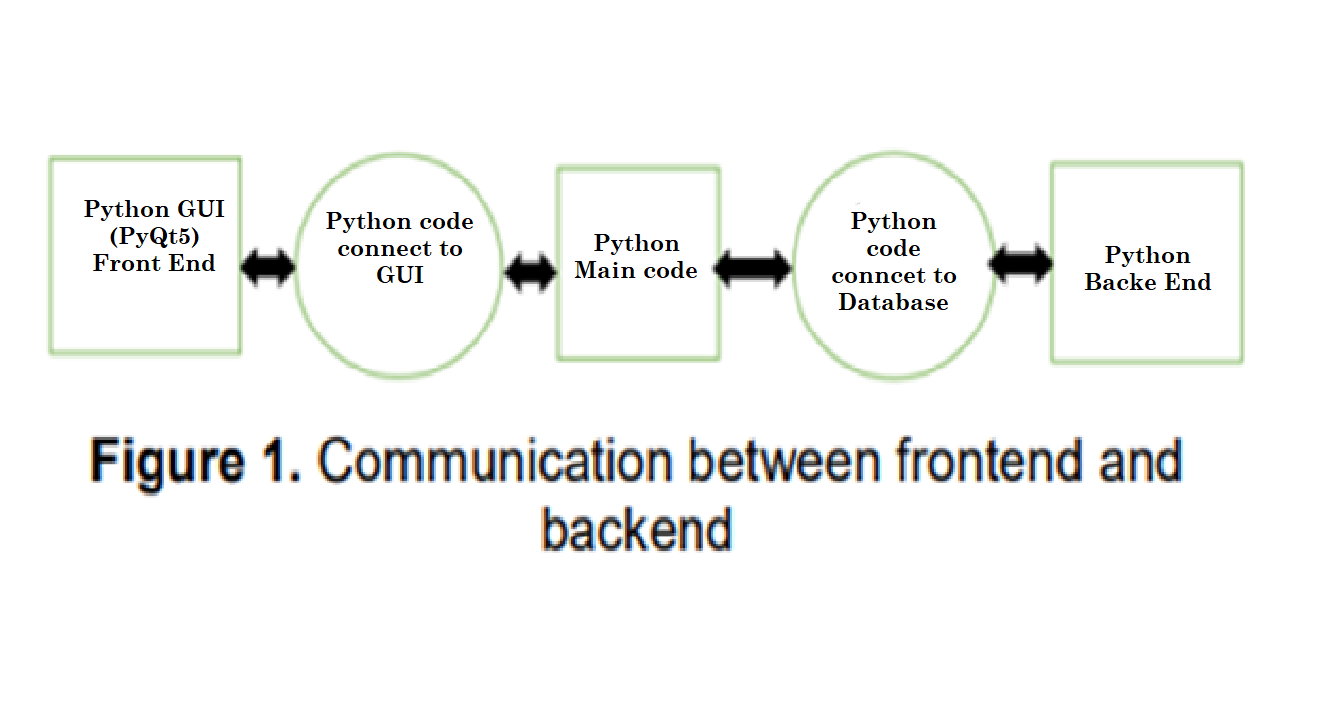 Python GUI
(PyQt5)
Front End
Python code
connect to
GUI
Python
Main code
Python
code
conncet to
Database
Python
Backe End
Figure 1. Communication between frontend and
backend